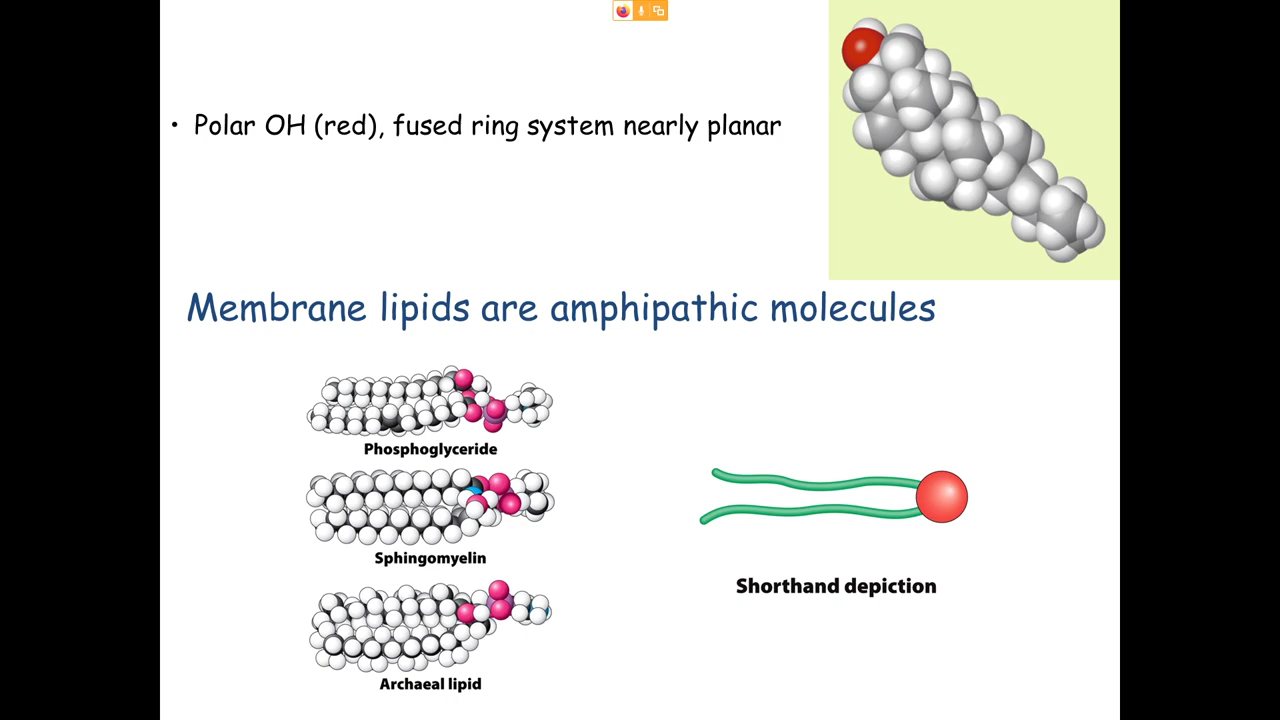 • Polar OH (red), fused ring system nearly planar
Membrane lipids are amphipathic molecules
Phosphoglyceride
Sphingomyelin
Shorthand depiction
Archaeal lipid